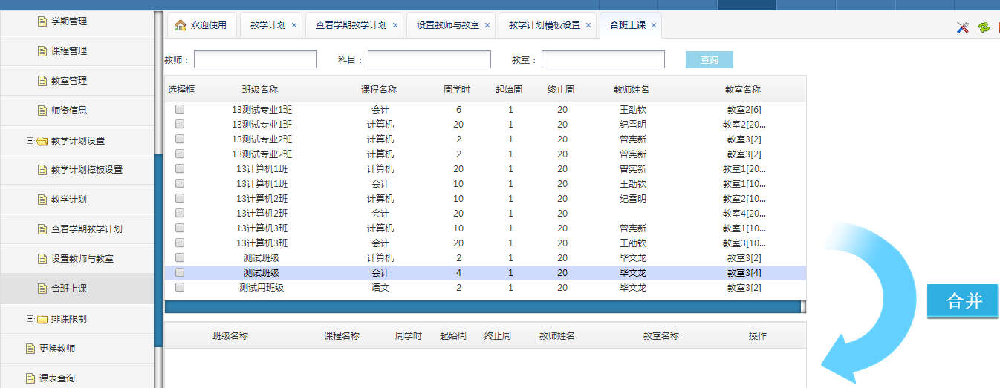 学期管理
课程管理
教室管理
师资信息
教学计划设置
教学计划模板设置
教学计划
查看学期教学计划
设置教师与教室
合班上课
排课限制
更换教师
课表查询
欢迎使用 教学计划 × 查看学期教学计划 × 设置教师与教室 × 教学计划模板设置 × 合班上课 ×
教师： 科目： 教室： 查询
选择框 班级名称 课程名称 周学时 起始周 终止周 教师姓名 教室名称
13测试专业1班 会计 6 1 20 王劭钦 教室2[6]
13测试专业1班 计算机 20 1 20 纪雪明 教室2[20...
13测试专业2班 计算机 2 1 20 曾宪新 教室3[2]
13测试专业2班 计算机 2 1 20 曾宪新 教室3[2]
13计算机1班 计算机 20 1 20 曾宪新 教室1[20...
13计算机1班 会计 10 1 20 王劭钦 教室1[10...
13计算机2班 计算机 10 1 20 纪雪明 教室2[10...
13计算机2班 会计 20 1 20 教室4[20...
13计算机3班 计算机 10 1 20 曾宪新 教室1[10...
13计算机3班 会计 20 1 20 王劭钦 教室3[10...
测试班级 计算机 2 1 20 毕文龙 教室3[2]
测试班级 会计 4 1 20 毕文龙 教室3[4]
测试用班级 语文 2 1 20 毕文龙 教室3[2]
合并
班级名称 课程名称 周学时 起始周 终止周 教师姓名 教室名称 操作